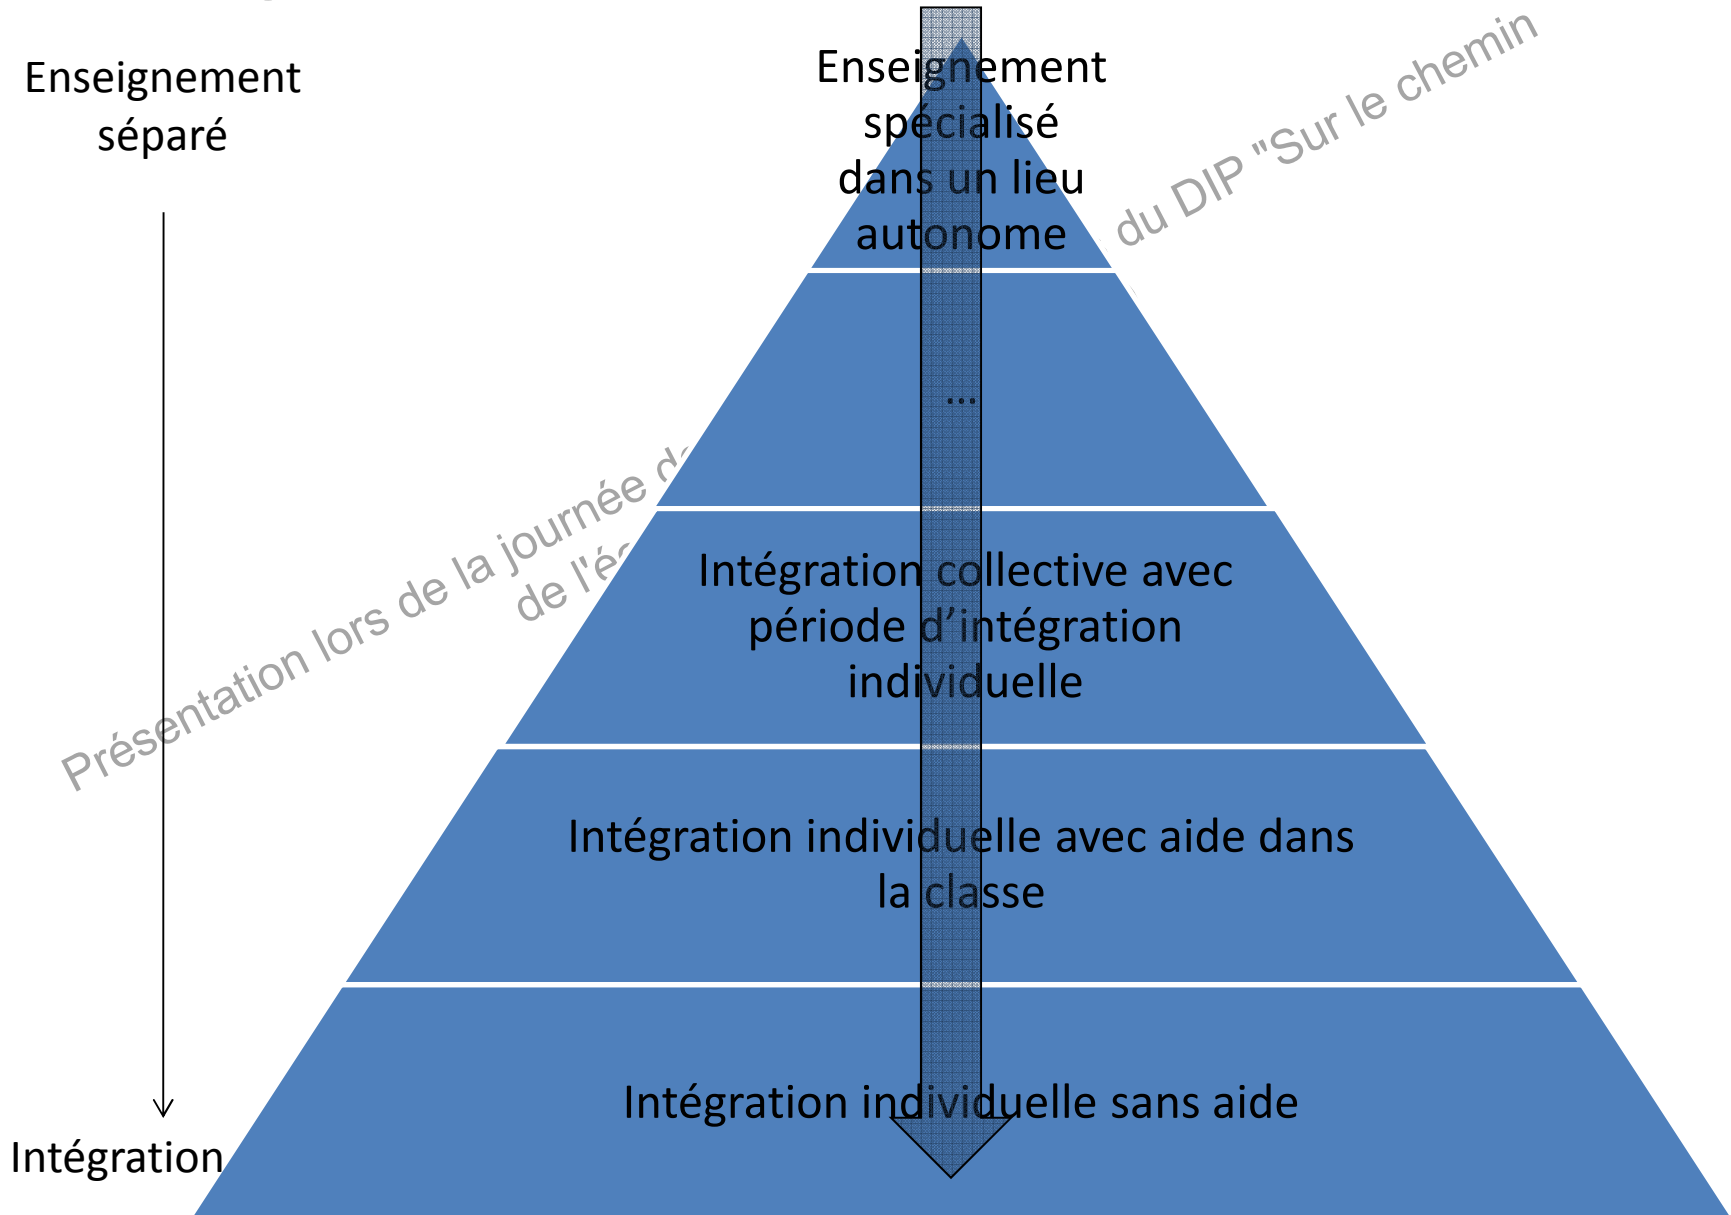 Enseignement
séparé
Intégration
Enseignement
spécialisé
dans un lieu
autonome
...
Intégration collective avec
période d'intégration
individuelle
Intégration individuelle avec aide dans
la classe
Intégration individuelle sans aide
Présentation lors de la journée du DIP "Sur le chemin
de